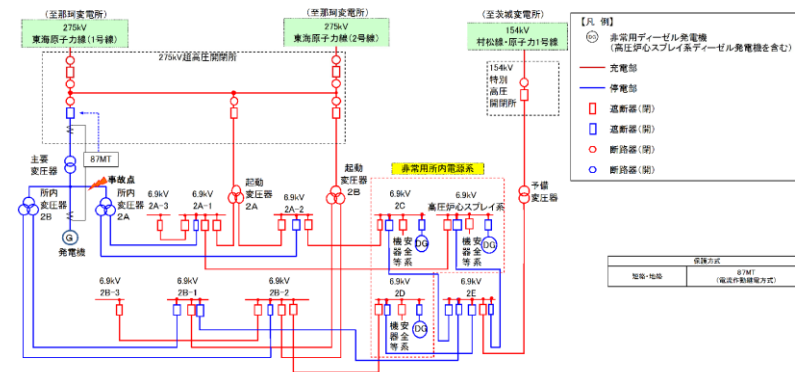 (至那珂変電所)
275kV
東海原子力線(1号線)
(至那珂変電所)
275kV
東海原子力線(2号線)
(至茨城変電所)
154kV
村松線・原子力1号線
275kV超高圧開閉所
154kV
特別
高圧
開閉所
【凡 例】
DG
非常用ディーゼル発電機
(高圧炉心スプレイ系ディーゼル発電機を含む)
充電部
停電部
遮断器(閉)
遮断器(開)
断路器(閉)
断路器(開)
主要
変圧器
87MT
事故点
所内
変圧器
2B
所内
変圧器
2A
G
発電機
起動
変圧器
2A
起動
変圧器
2B
予備
変圧器
非常用所内電源系
6.9kV
2A-3
6.9kV
2A-1
6.9kV
2A-2
6.9kV
2C
6.9kV
高圧炉心スプレイ系
安全系
機器等
DG
安全系
機器等
DG
6.9kV
2B-3
6.9kV
2B-1
6.9kV
2B-2
6.9kV
2D
6.9kV
2E
安全系
機器等
DG
保護方式
短絡・地絡
87MT
(電流作動継電方式)